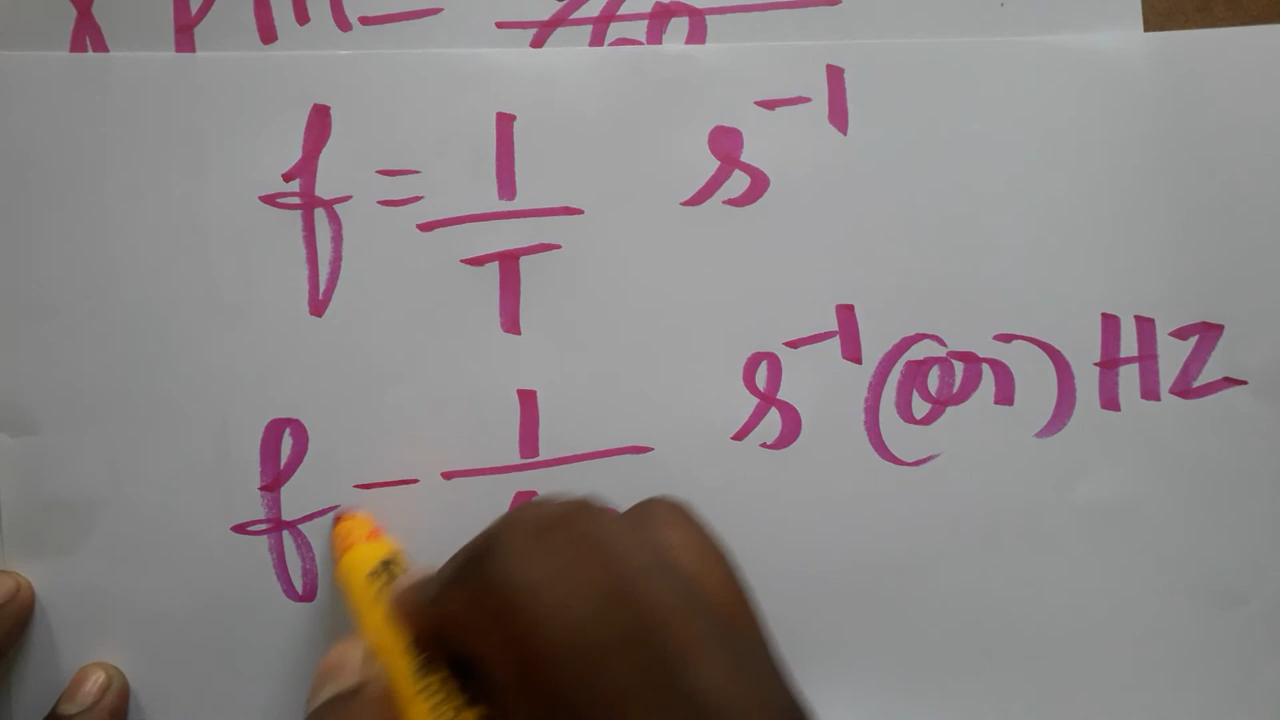 f = 1/T s⁻¹
f - 1/ s⁻¹ (or) HZ